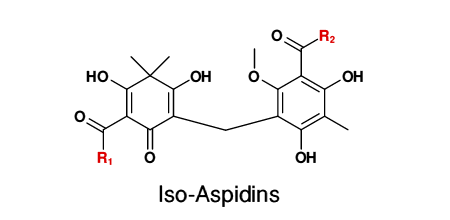 O R₂
HO OH O OH
O
R₁ O OH
Iso-Aspidins